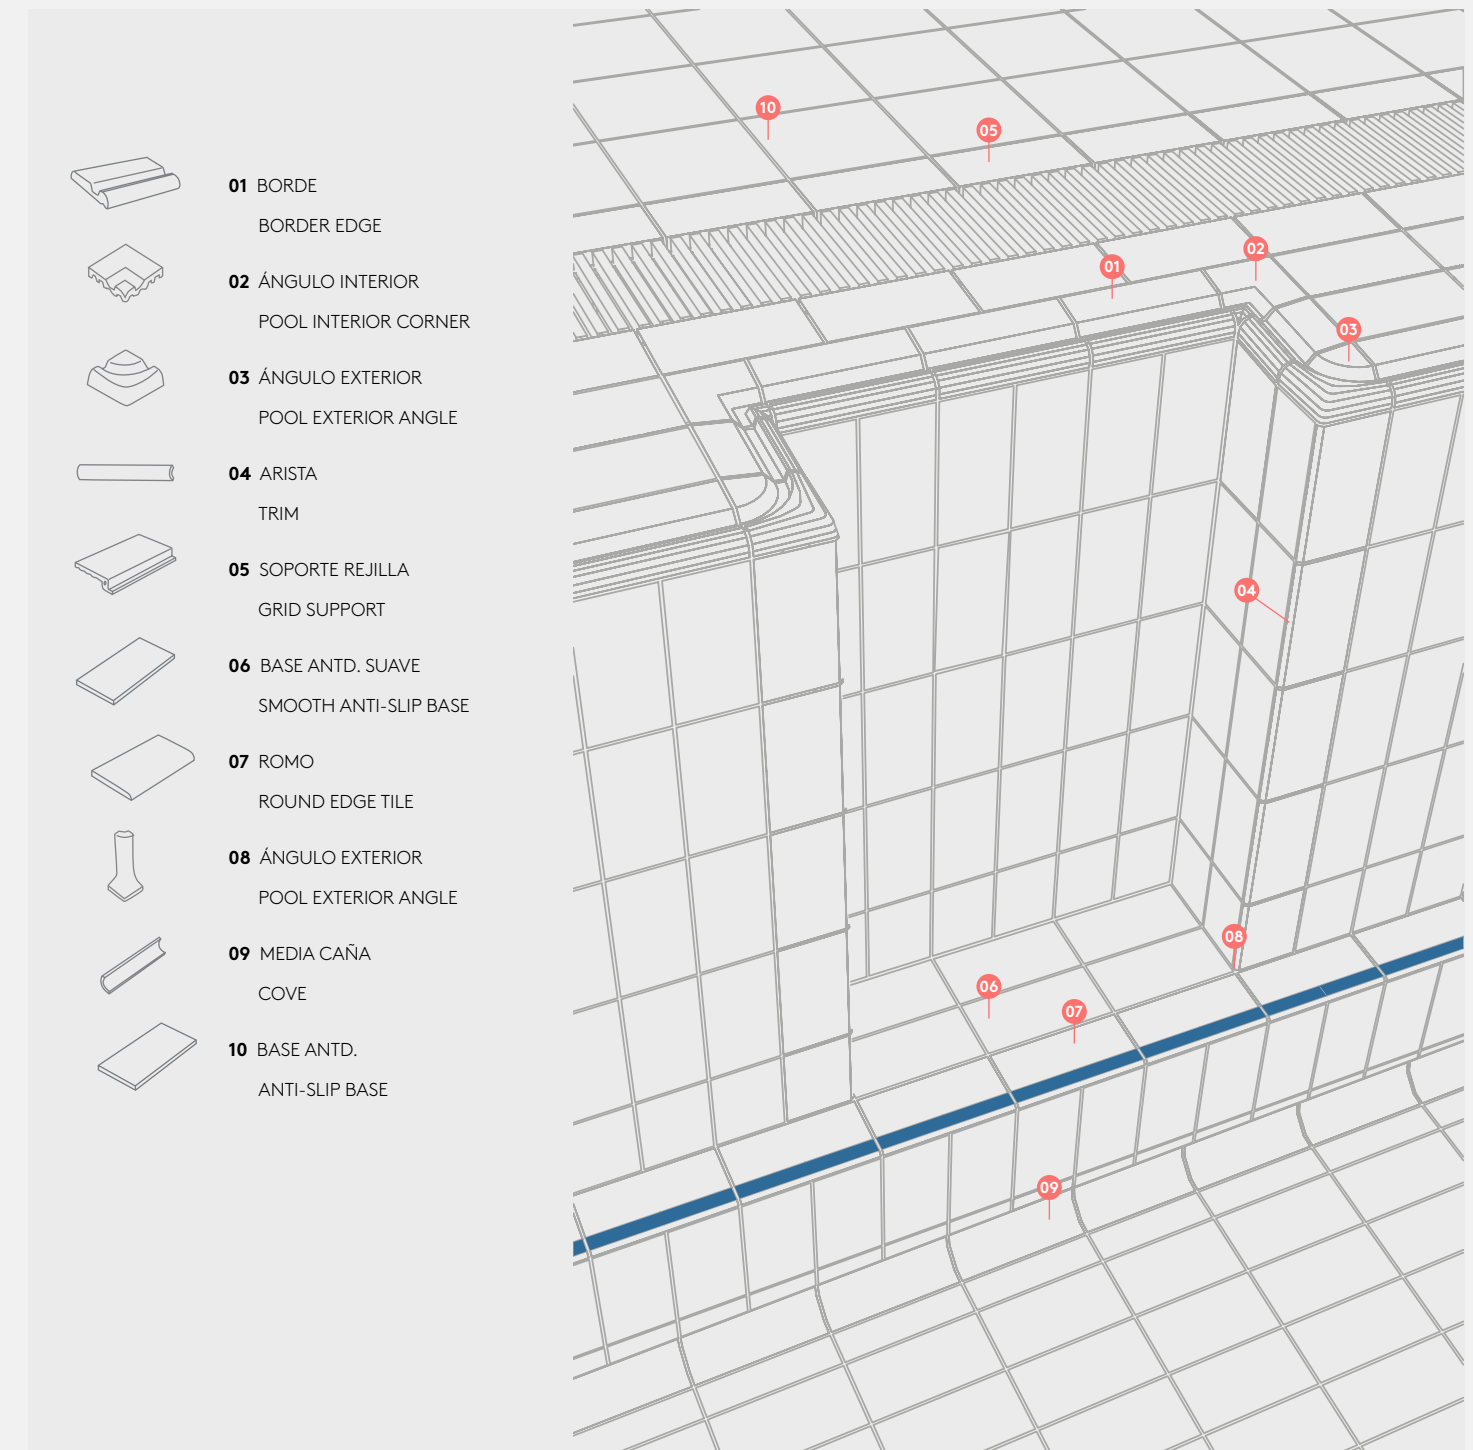 01 BORDE
BORDER EDGE
02 ÁNGULO INTERIOR
POOL INTERIOR CORNER
03 ÁNGULO EXTERIOR
POOL EXTERIOR ANGLE
04 ARISTA
TRIM
05 SOPORTE REJILLA
GRID SUPPORT
06 BASE ANTD. SUAVE
SMOOTH ANTI-SLIP BASE
07 ROMO
ROUND EDGE TILE
08 ÁNGULO EXTERIOR
POOL EXTERIOR ANGLE
09 MEDIA CAÑA
COVE
10 BASE ANTD.
ANTI-SLIP BASE
10
05
02
01
03
04
08
06
07
09